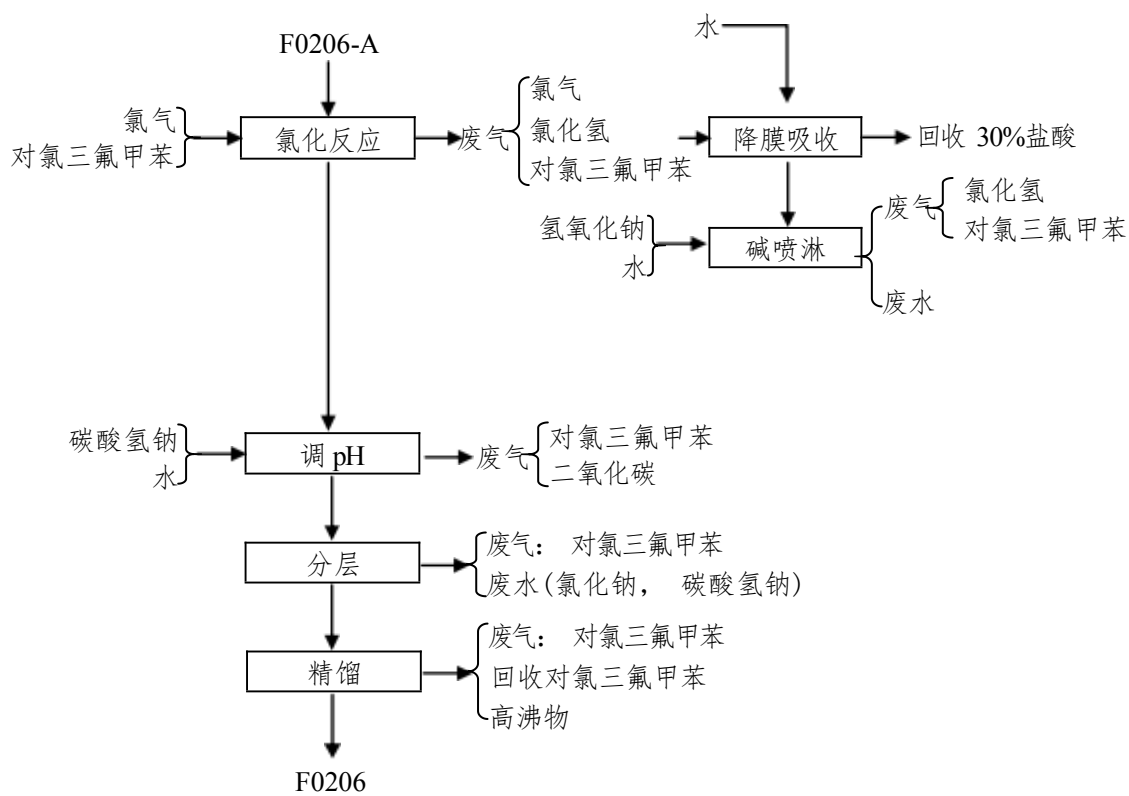 水
F0206-A
氯气
对氯三氟甲苯
氯化反应
废气
氯气
氯化氢
对氯三氟甲苯
降膜吸收
回收 30%盐酸
氢氧化钠
水
碱喷淋
废气
氯化氢
对氯三氟甲苯
废水
碳酸氢钠
水
调 pH
废气
对氯三氟甲苯
二氧化碳
分层
废气： 对氯三氟甲苯
废水(氯化钠， 碳酸氢钠)
精馏
废气： 对氯三氟甲苯
回收对氯三氟甲苯
高沸物
F0206